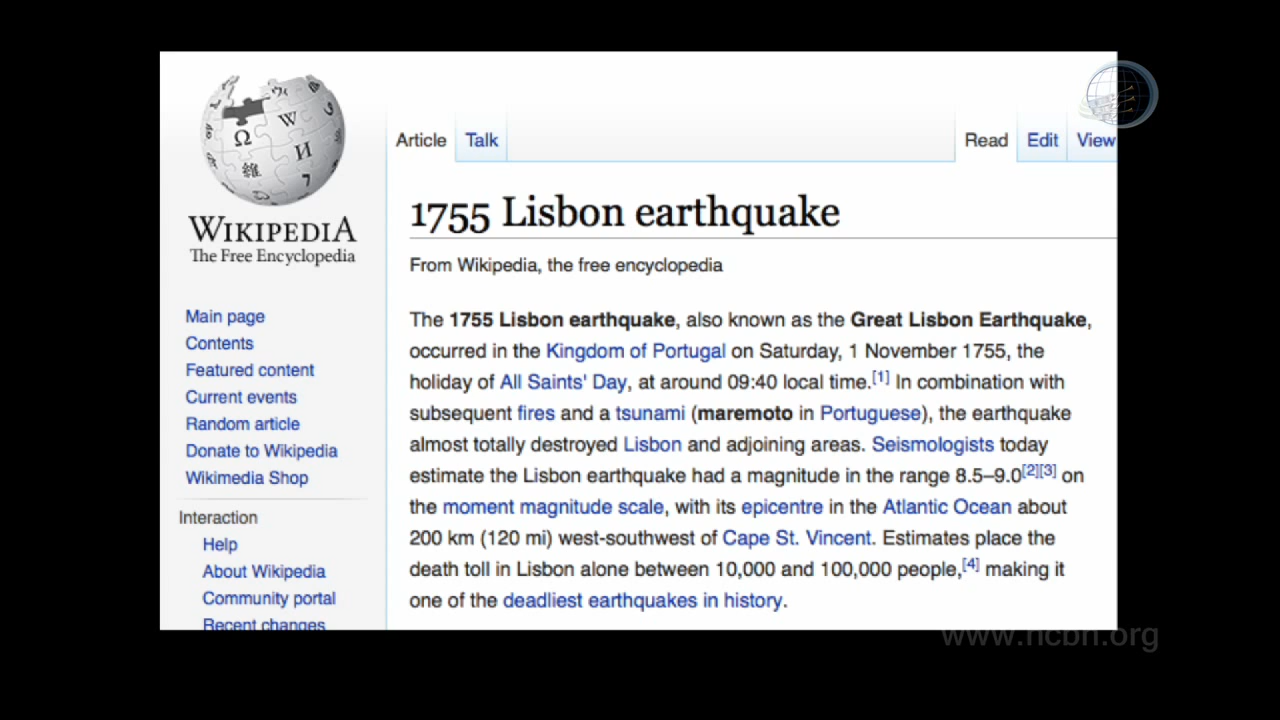 Ω W И 維 7
WIKIPEDIA
The Free Encyclopedia
Main page
Contents
Featured content
Current events
Random article
Donate to Wikipedia
Wikimedia Shop
Interaction
Help
About Wikipedia
Community portal
Recent changes
Article Talk Read Edit View
1755 Lisbon earthquake
From Wikipedia, the free encyclopedia
The 1755 Lisbon earthquake, also known as the Great Lisbon Earthquake,
occurred in the Kingdom of Portugal on Saturday, 1 November 1755, the
holiday of All Saints' Day, at around 09:40 local time.[1] In combination with
subsequent fires and a tsunami (maremoto in Portuguese), the earthquake
almost totally destroyed Lisbon and adjoining areas. Seismologists today
estimate the Lisbon earthquake had a magnitude in the range 8.5–9.0[2][3] on
the moment magnitude scale, with its epicentre in the Atlantic Ocean about
200 km (120 mi) west-southwest of Cape St. Vincent. Estimates place the
death toll in Lisbon alone between 10,000 and 100,000 people,[4] making it
one of the deadliest earthquakes in history.